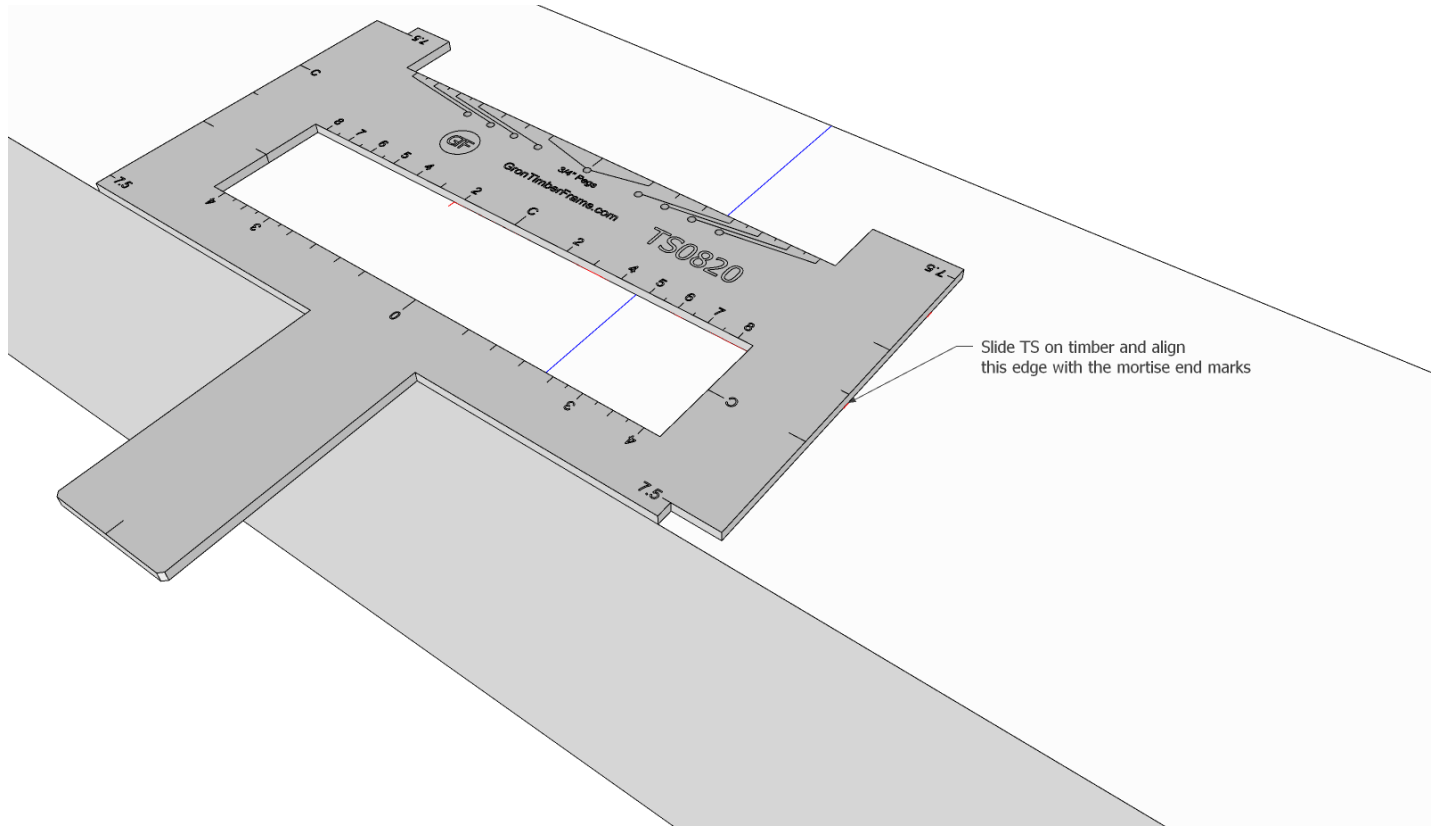 7.5
C
8 7 6 5 4 2 C 2 4 5 6 7 8
GTF
3/4" Pegs
GronTimberFrame.com
TS0820
7.5
7.5
4 3 0 3 4
C
7.5
Slide TS on timber and align
this edge with the mortise end marks